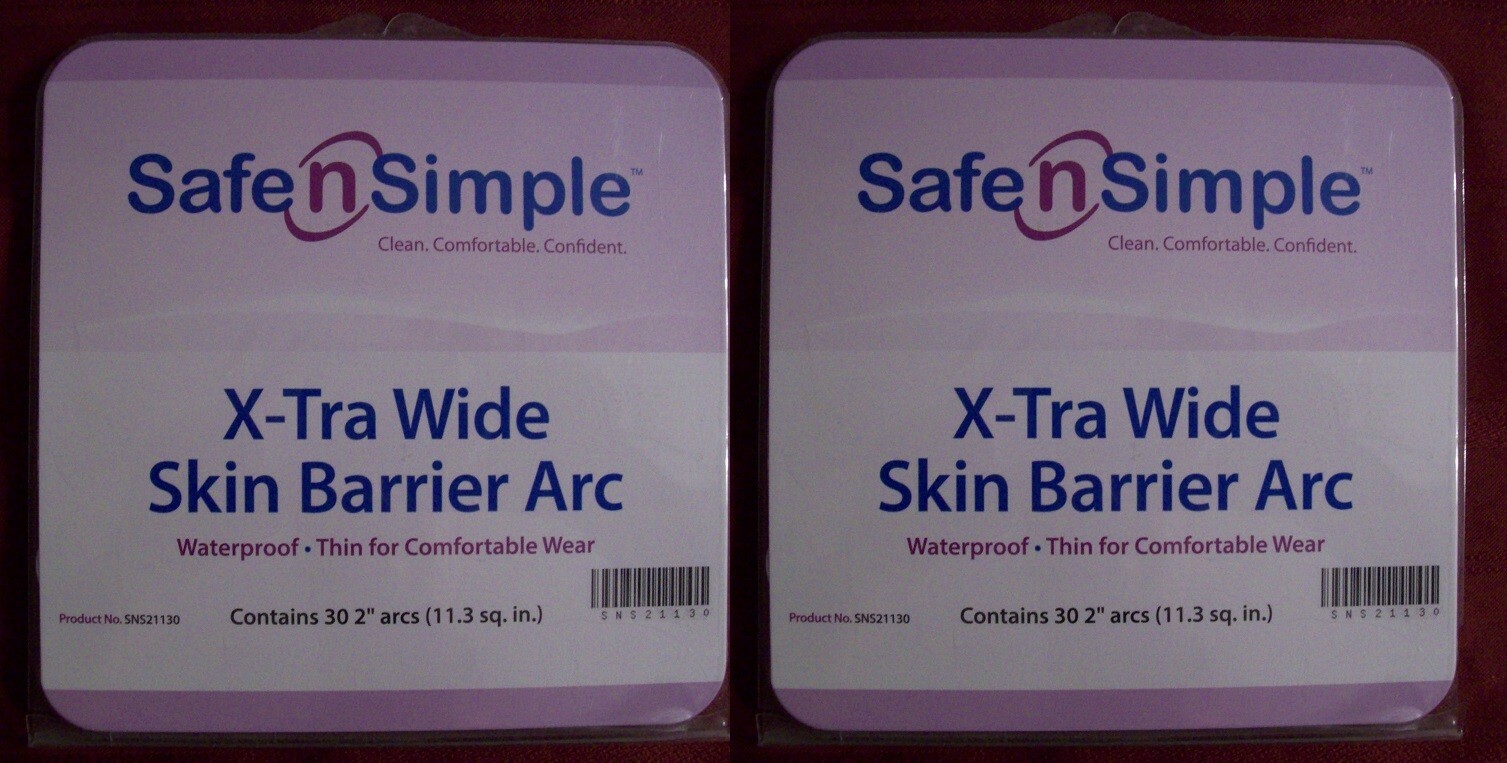 SafenSimple™
Clean. Comfortable. Confident.
X-Tra Wide
Skin Barrier Arc
Waterproof • Thin for Comfortable Wear
Product No. SNS21130
Contains 30 2" arcs (11.3 sq. in.)
SNS21130
SafenSimple™
Clean. Comfortable. Confident.
X-Tra Wide
Skin Barrier Arc
Waterproof • Thin for Comfortable Wear
Product No. SNS21130
Contains 30 2" arcs (11.3 sq. in.)
SNS21130